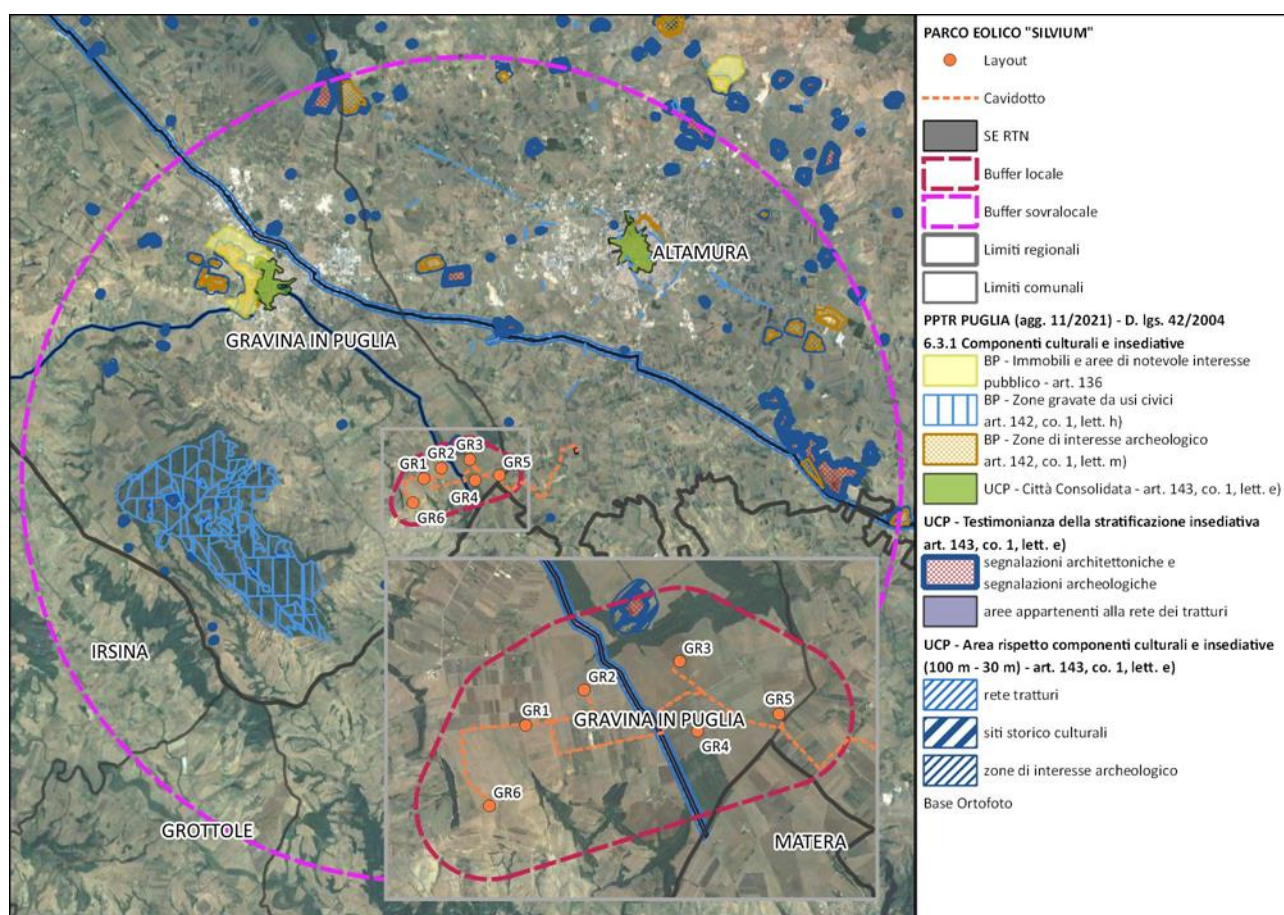 ALTAMURA
GRAVINA IN PUGLIA
GR3
GR2
GR1
GR5
GR4
GR6
IRSINA
GROTTOLE
GR3
GR2
GR5
GR1
GRAVINA IN PUGLIA
GR4
GR6
MATERA
PARCO EOLICO "SILVIUM"
Layout
Cavidotto
SE RTN
Buffer locale
Buffer sovralocale
Limiti regionali
Limiti comunali
PPTR PUGLIA (agg. 11/2021) - D. lgs. 42/2004
6.3.1 Componenti culturali e insediative
BP - Immobili e aree di notevole interesse
pubblico - art. 136
BP - Zone gravate da usi civici
art. 142, co. 1, lett. h)
BP - Zone di interesse archeologico
art. 142, co. 1, lett. m)
UCP - Città Consolidata - art. 143, co. 1, lett. e)
UCP - Testimonianza della stratificazione insediativa
art. 143, co. 1, lett. e)
segnalazioni architettoniche e
segnalazioni archeologiche
aree appartenenti alla rete dei tratturi
UCP - Area rispetto componenti culturali e insediative
(100 m - 30 m) - art. 143, co. 1, lett. e)
rete tratturi
siti storico culturali
zone di interesse archeologico
Base Ortofoto